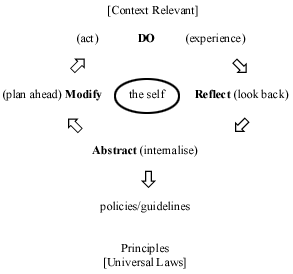 [Context Relevant]
(act) DO (experience)
(plan ahead) Modify the self Reflect (look back)
Abstract (internalise)
policies/guidelines
Principles
[Universal Laws]